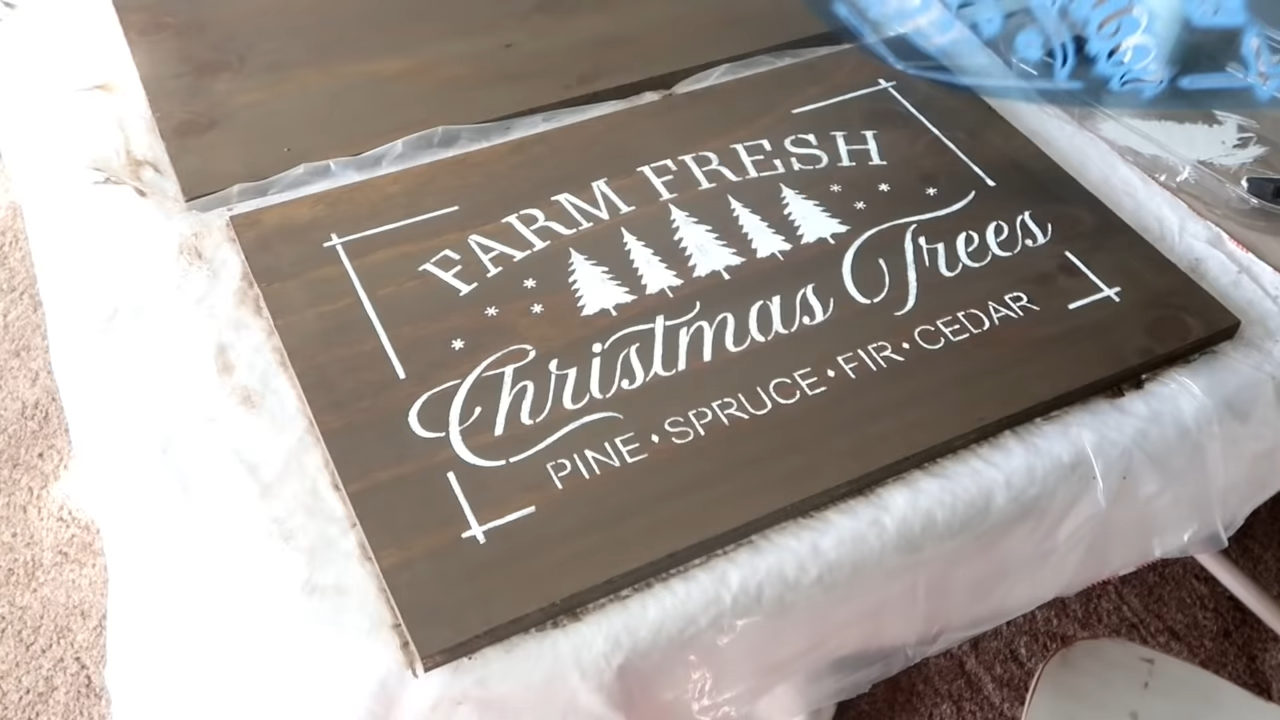 FARM FRESH
Christmas Trees
PINE • SPRUCE • FIR • CEDAR